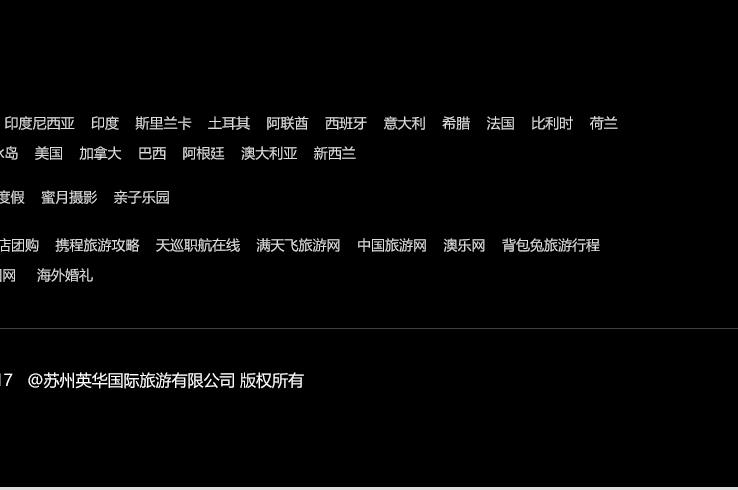 印度尼西亚 印度 斯里兰卡 土耳其 阿联酋 西班牙 意大利 希腊 法国 比利时 荷兰
岛 美国 加拿大 巴西 阿根廷 澳大利亚 新西兰
度假 蜜月摄影 亲子乐园
店团购 携程旅游攻略 天巡职航在线 满天飞旅游网 中国旅游网 澳乐网 背包兔旅游行程
网 海外婚礼
17 @苏州英华国际旅游有限公司 版权所有